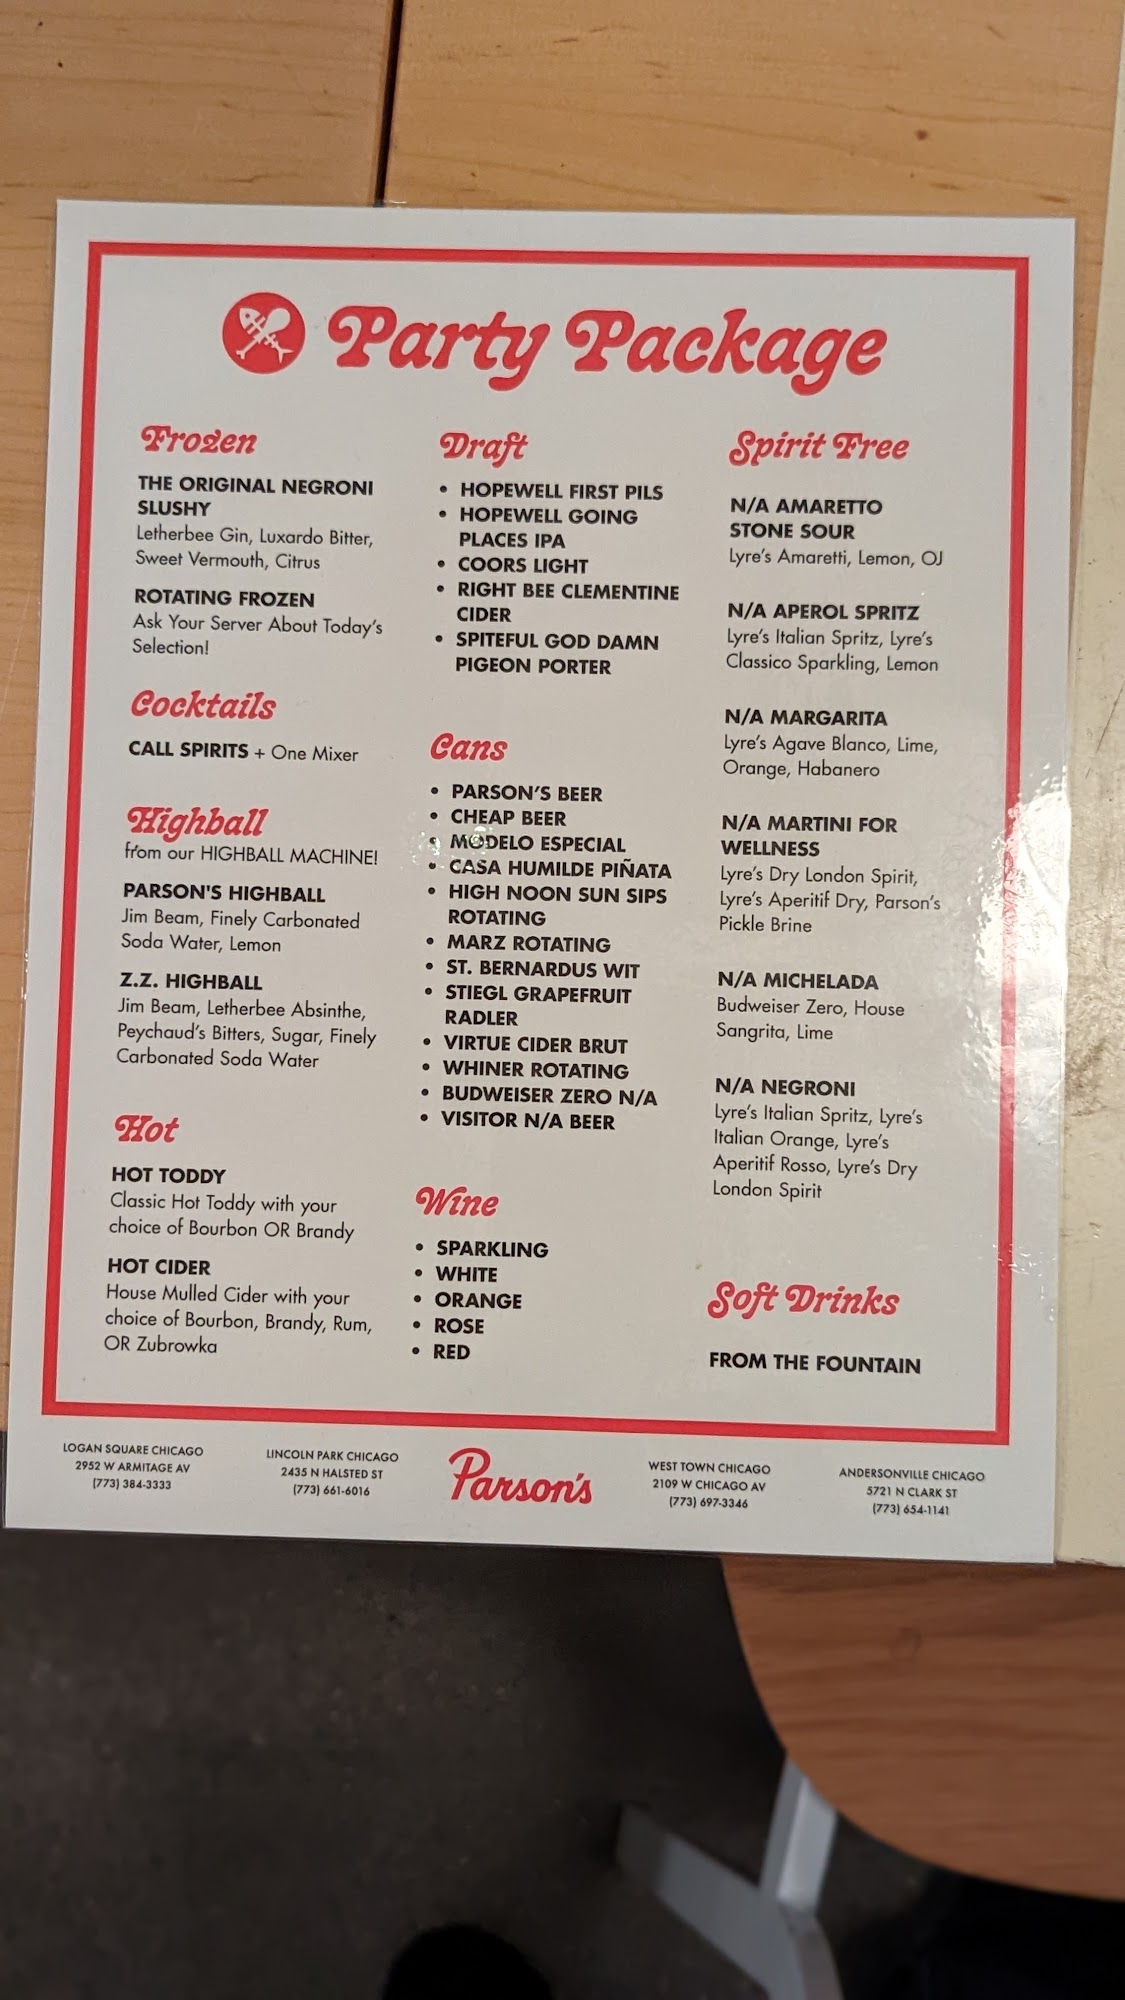 Party Package
Frozen
THE ORIGINAL NEGRONI
SLUSHY
Letherbee Gin, Luxardo Bitter,
Sweet Vermouth, Citrus
ROTATING FROZEN
Ask Your Server About Today's
Selection!
Cocktails
CALL SPIRITS + One Mixer
Highball
from our HIGHBALL MACHINE!
PARSON'S HIGHBALL
Jim Beam, Finely Carbonated
Soda Water, Lemon
Z.Z. HIGHBALL
Jim Beam, Letherbee Absinthe,
Peychaud's Bitters, Sugar, Finely
Carbonated Soda Water
Hot
HOT TODDY
Classic Hot Toddy with your
choice of Bourbon OR Brandy
HOT CIDER
House Mulled Cider with your
choice of Bourbon, Brandy, Rum,
OR Zubrowka
Draft
• HOPEWELL FIRST PILS
• HOPEWELL GOING
PLACES IPA
• COORS LIGHT
• RIGHT BEE CLEMENTINE
CIDER
• SPITEFUL GOD DAMN
PIGEON PORTER
Cans
• PARSON'S BEER
• CHEAP BEER
• MODELO ESPECIAL
• CASA HUMILDE PIÑATA
• HIGH NOON SUN SIPS
ROTATING
• MARZ ROTATING
• ST. BERNARDUS WIT
• STIEGL GRAPEFRUIT
RADLER
• VIRTUE CIDER BRUT
• WHINER ROTATING
• BUDWEISER ZERO N/A
• VISITOR N/A BEER
Wine
• SPARKLING
• WHITE
• ORANGE
• ROSE
• RED
Spirit Free
N/A AMARETTO
STONE SOUR
Lyre's Amaretti, Lemon, OJ
N/A APEROL SPRITZ
Lyre's Italian Spritz, Lyre's
Classico Sparkling, Lemon
N/A MARGARITA
Lyre's Agave Blanco, Lime,
Orange, Habanero
N/A MARTINI FOR
WELLNESS
Lyre's Dry London Spirit,
Lyre's Aperitif Dry, Parson's
Pickle Brine
N/A MICHELADA
Budweiser Zero, House
Sangrita, Lime
N/A NEGRONI
Lyre's Italian Spritz, Lyre's
Italian Orange, Lyre's
Aperitif Rosso, Lyre's Dry
London Spirit
Soft Drinks
FROM THE FOUNTAIN
LOGAN SQUARE CHICAGO
2952 W ARMITAGE AV
(773) 384-3333
LINCOLN PARK CHICAGO
2435 N HALSTED ST
(773) 661-6016
Parson's
WEST TOWN CHICAGO
2109 W CHICAGO AV
(773) 697-3346
ANDERSONVILLE CHICAGO
5721 N CLARK ST
(773) 654-1141